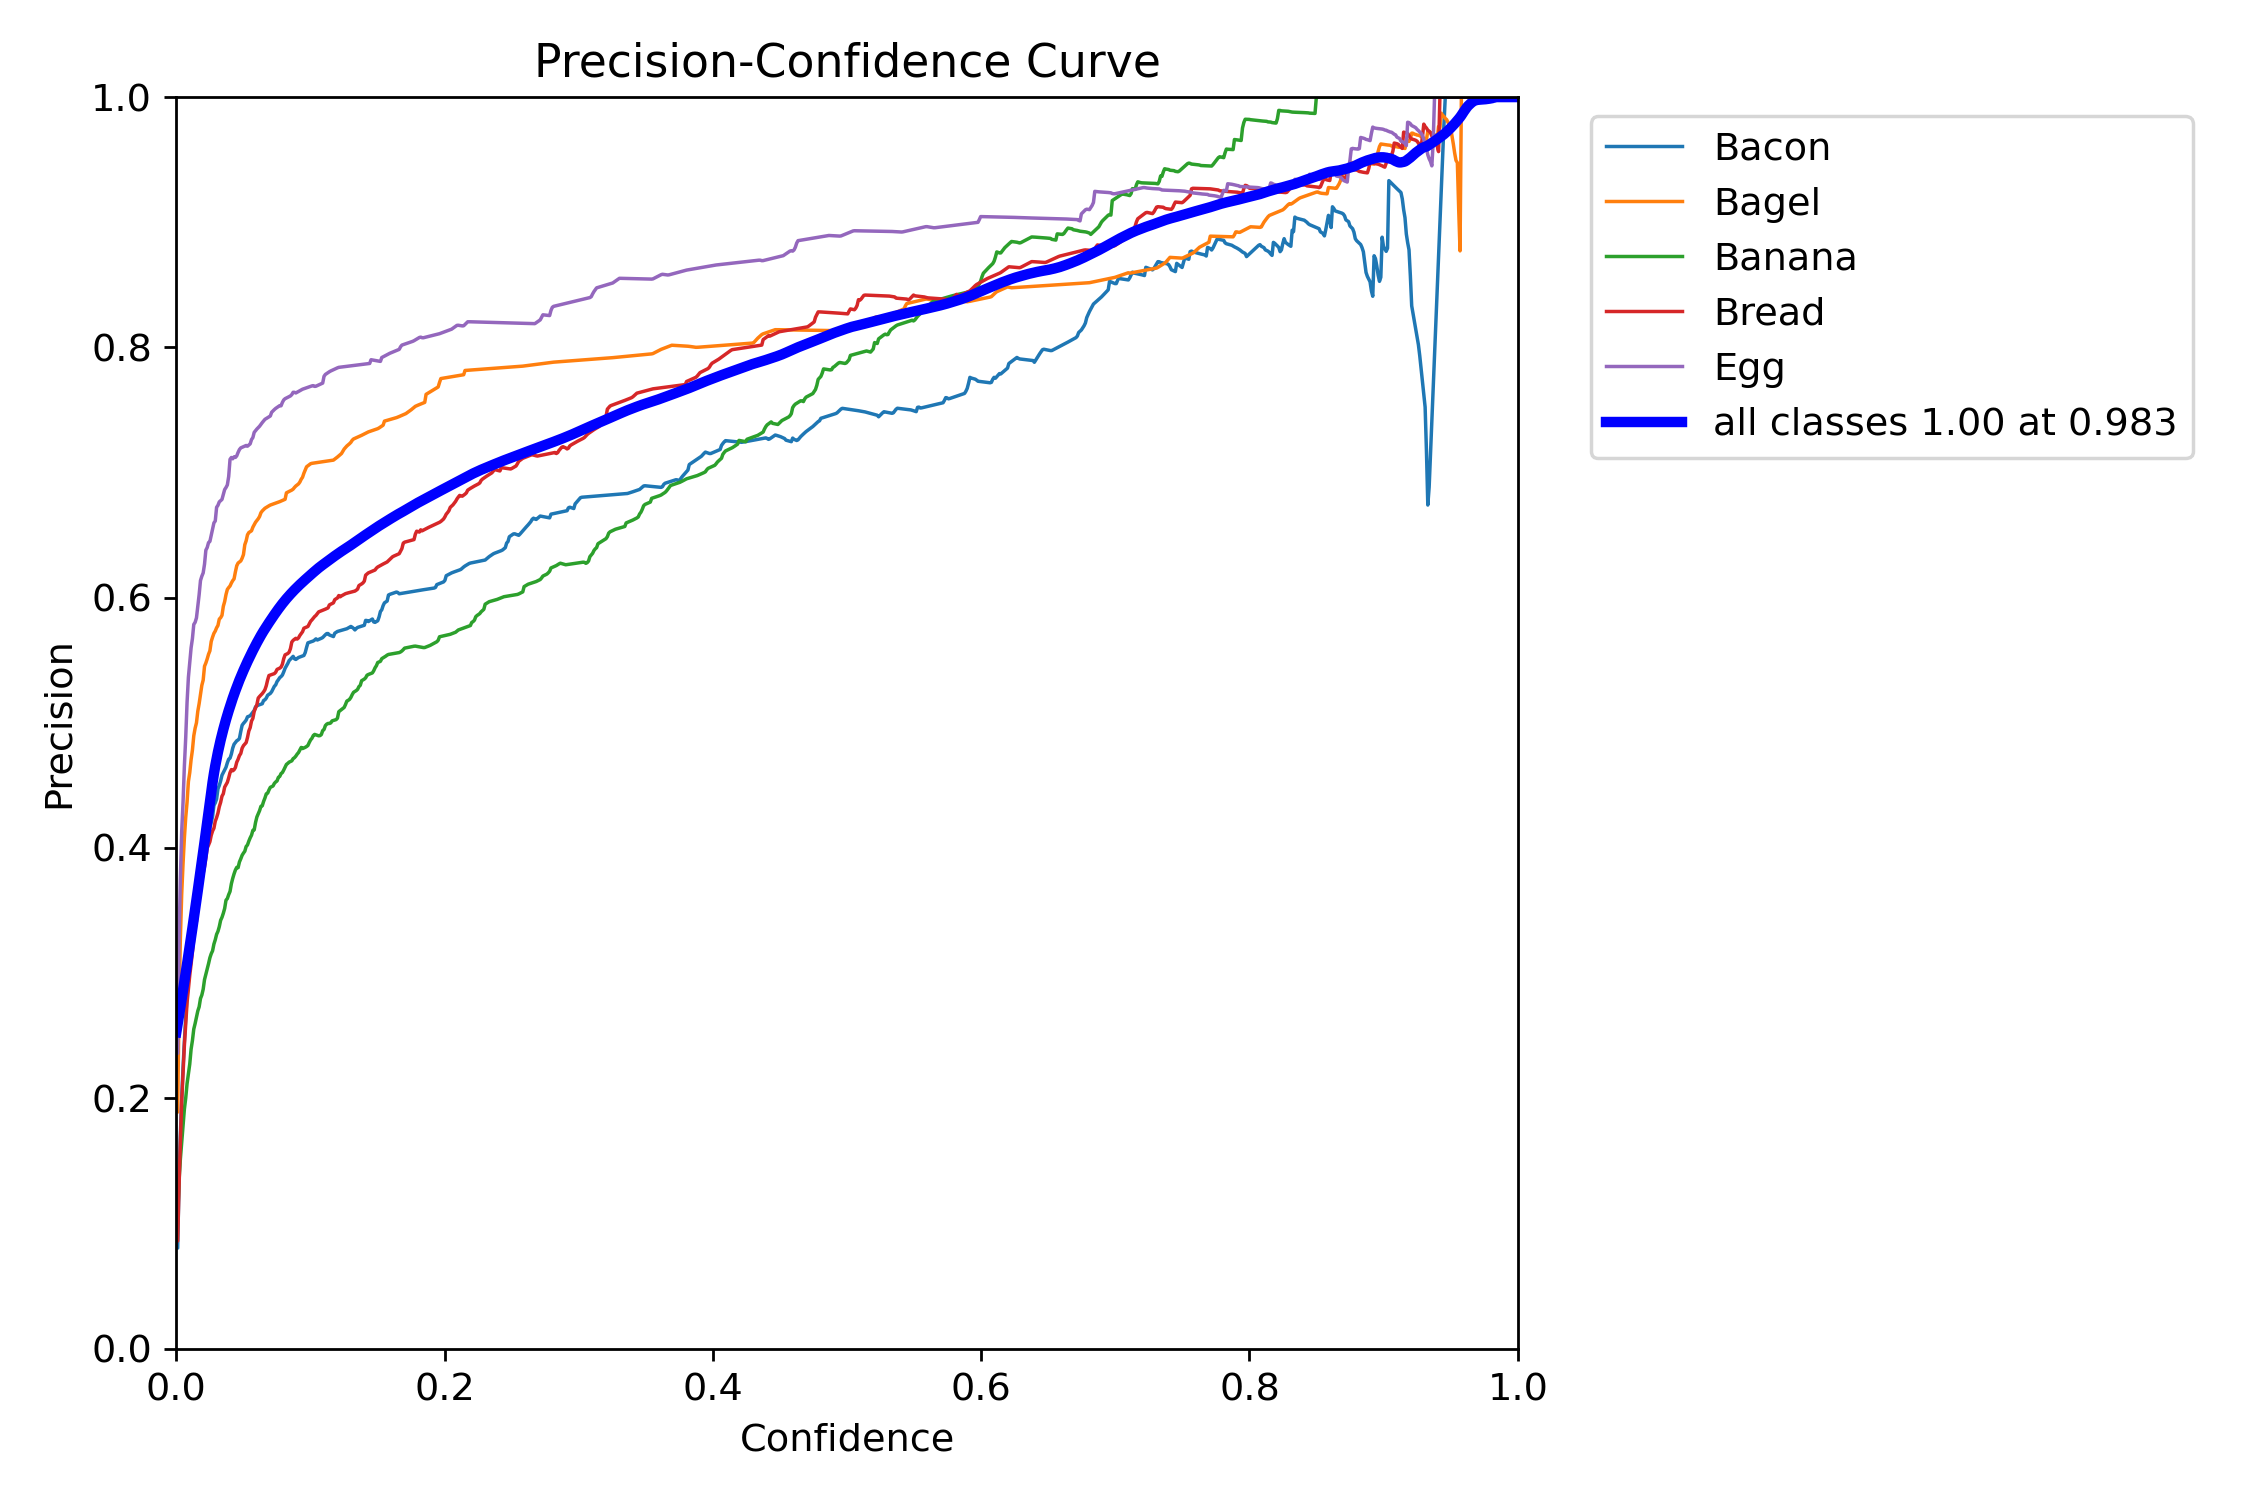 Precision-Confidence Curve
1.0
0.8
0.6
0.4
0.2
0.0
Precision
0.0 0.2 0.4 0.6 0.8 1.0
Confidence
Bacon
Bagel
Banana
Bread
Egg
all classes 1.00 at 0.983